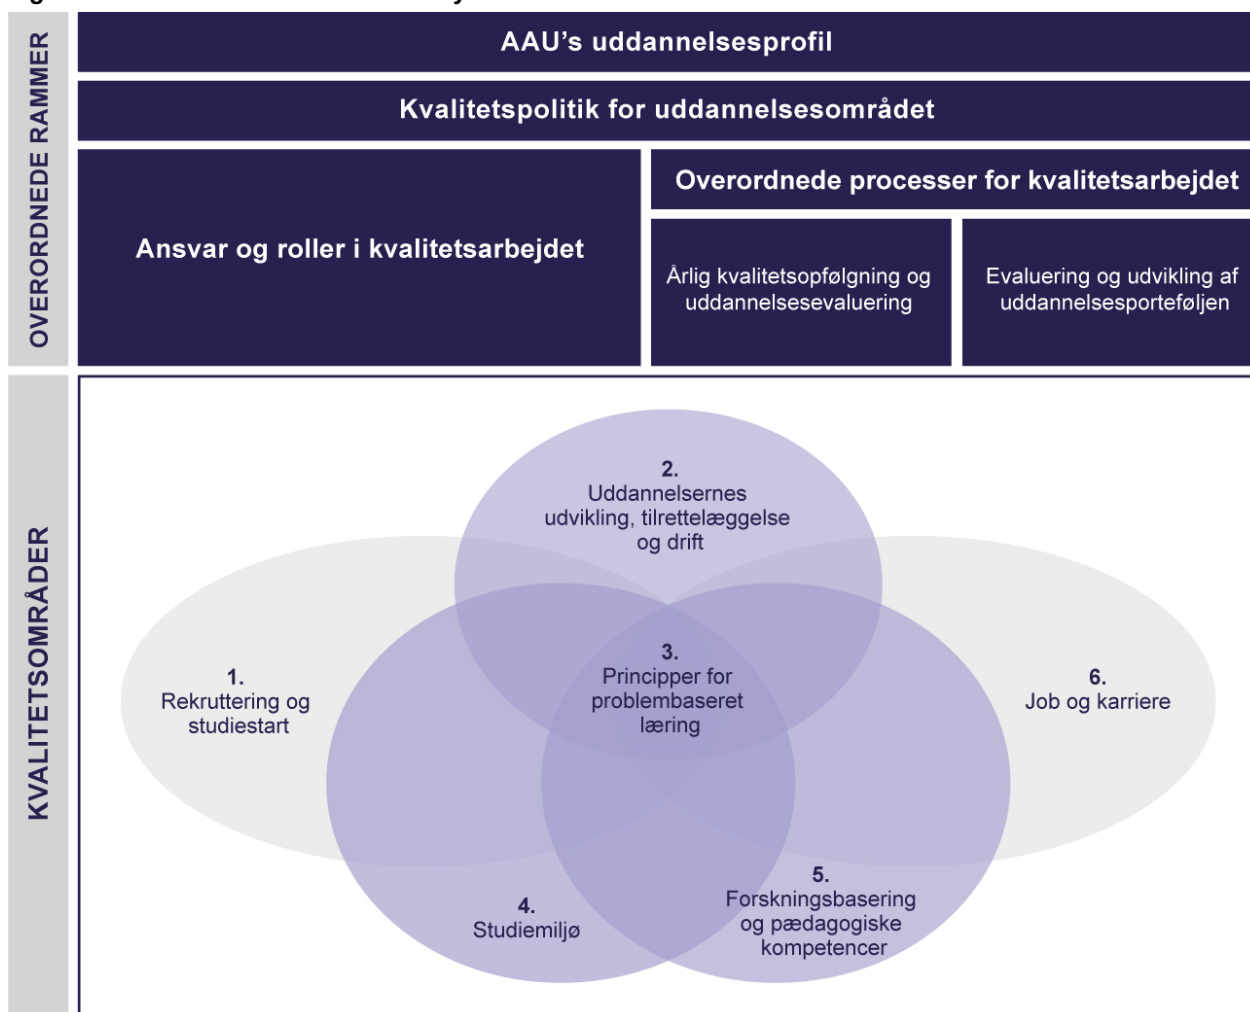 AAU's uddannelsesprofil
Kvalitetspolitik for uddannelsesområdet
OVERORDNEDE RAMMER
Ansvar og roller i kvalitetsarbejdet
Overordnede processer for kvalitetsarbejdet
Årlig kvalitetsopfølgning og
uddannelsesevaluering
Evaluering og udvikling af
uddannelsesporteføljen
KVALITETSOMRÅDER
2.
Uddannelsernes
udvikling, tilrettelæggelse
og drift
1.
Rekruttering og
studiestart
3.
Principper for
problembaseret
læring
6.
Job og karriere
4.
Studiemiljø
5.
Forskningsbasering
og pædagogiske
kompetencer